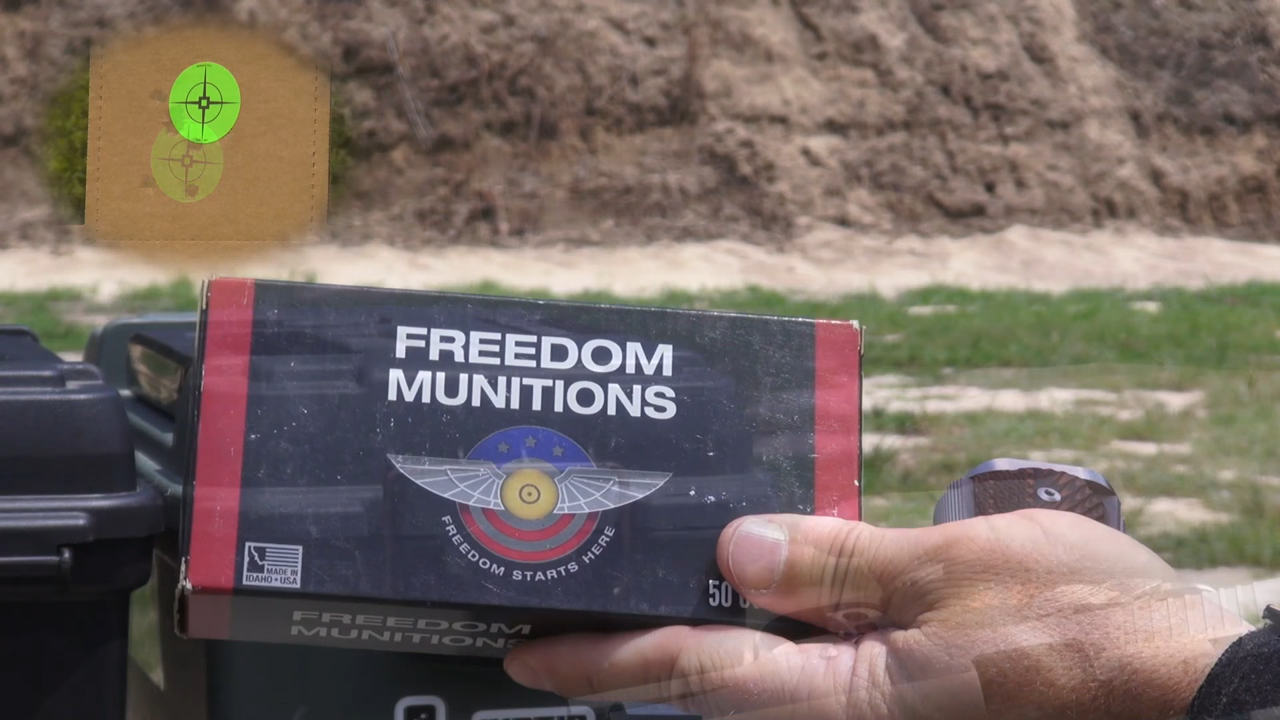 FREEDOM
MUNITIONS
FREEDOM STARTS HERE
MADE IN
IDAHO ★ USA
50
FREEDOM
MUNITIONS